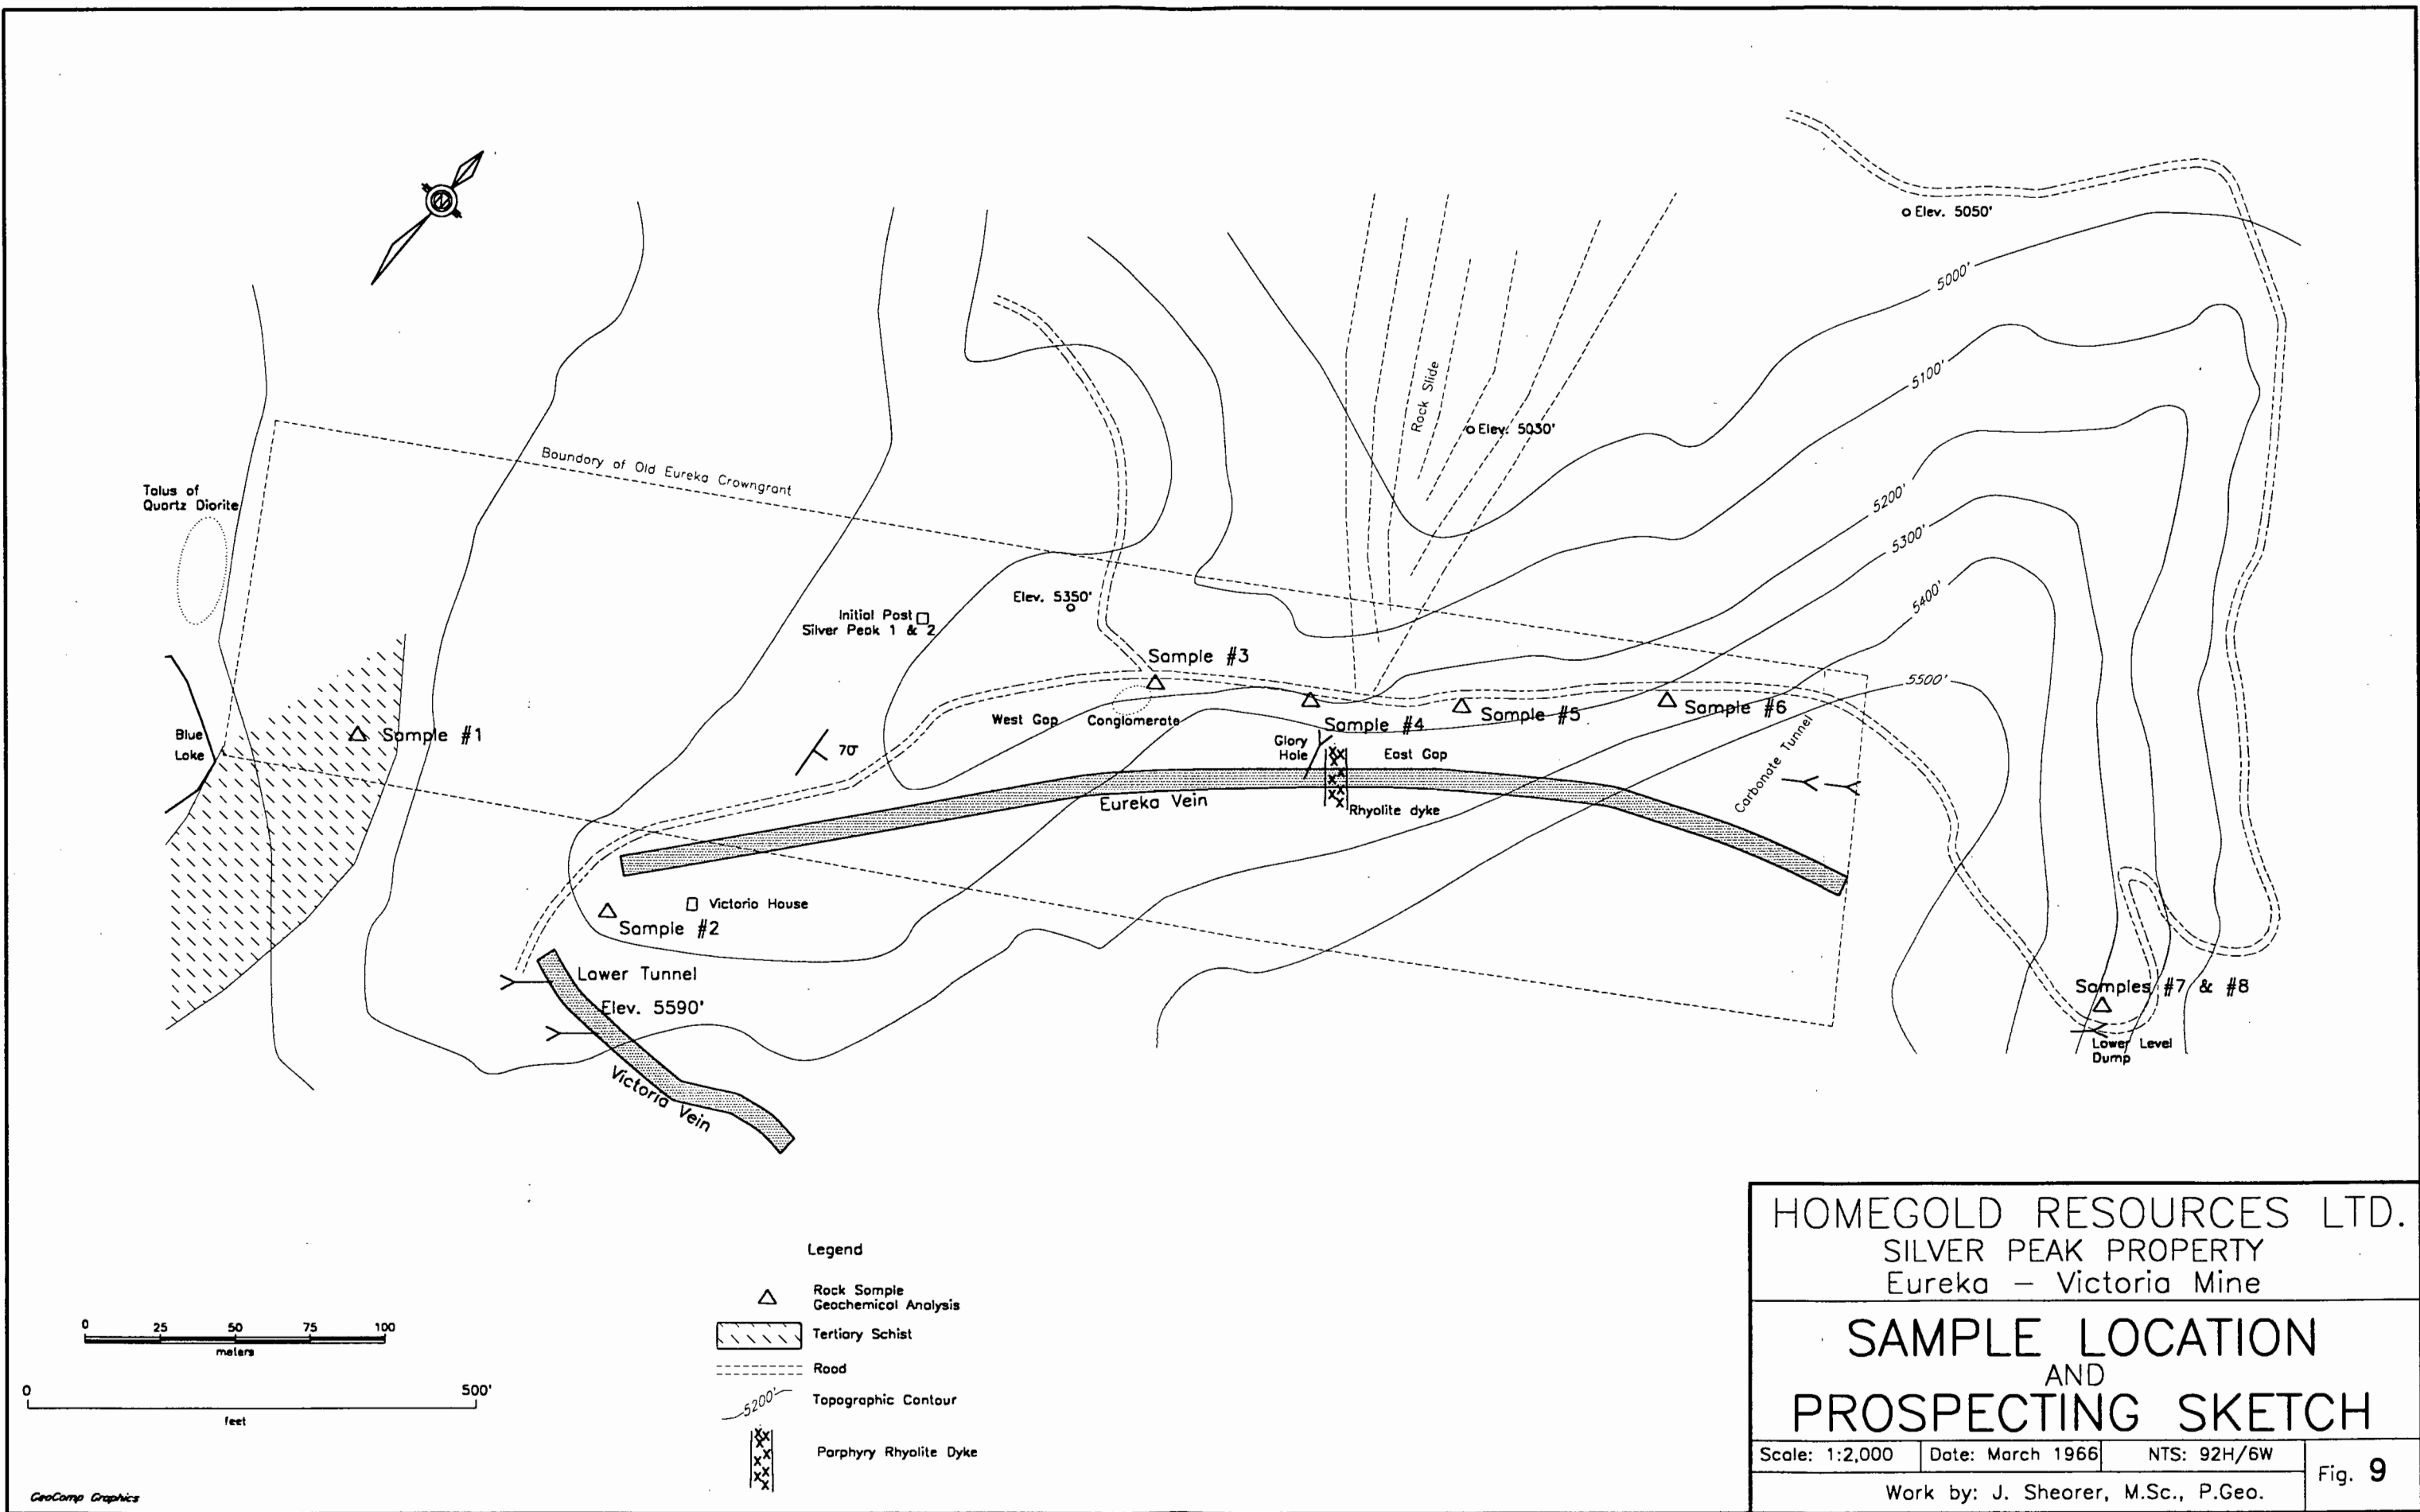 Elev. 5050'
5000'
5100'
Rock Slide
Elev. 5030'
Boundary of Old Eureka Crowngrant
Talus of
Quartz Diorite
5200'
5300'
5400'
Elev. 5350'
Initial Post
Silver Peak 1 & 2
Sample #3
5500'
Blue
Lake
Sample #1
West Gap
Conglomerate
Sample #4
Sample #5
Sample #6
70
Glory
Hole
East Gap
Carbonate Tunnel
Eureka Vein
Rhyolite dyke
Victoria House
Sample #2
Lower Tunnel
Elev. 5590'
Samples #7 & #8
Lower Level
Dump
Victoria Vein
Legend
Rock Sample
Geochemical Analysis
Tertiary Schist
Road
5200'
Topographic Contour
Porphyry Rhyolite Dyke
0 25 50 75 100
meters
0 500'
feet
GeoComp Graphics
HOMEGOLD RESOURCES LTD.
SILVER PEAK PROPERTY
Eureka – Victoria Mine
SAMPLE LOCATION
AND
PROSPECTING SKETCH
Scale: 1:2,000 Date: March 1966 NTS: 92H/6W
Work by: J. Shearer, M.Sc., P.Geo.
Fig. 9